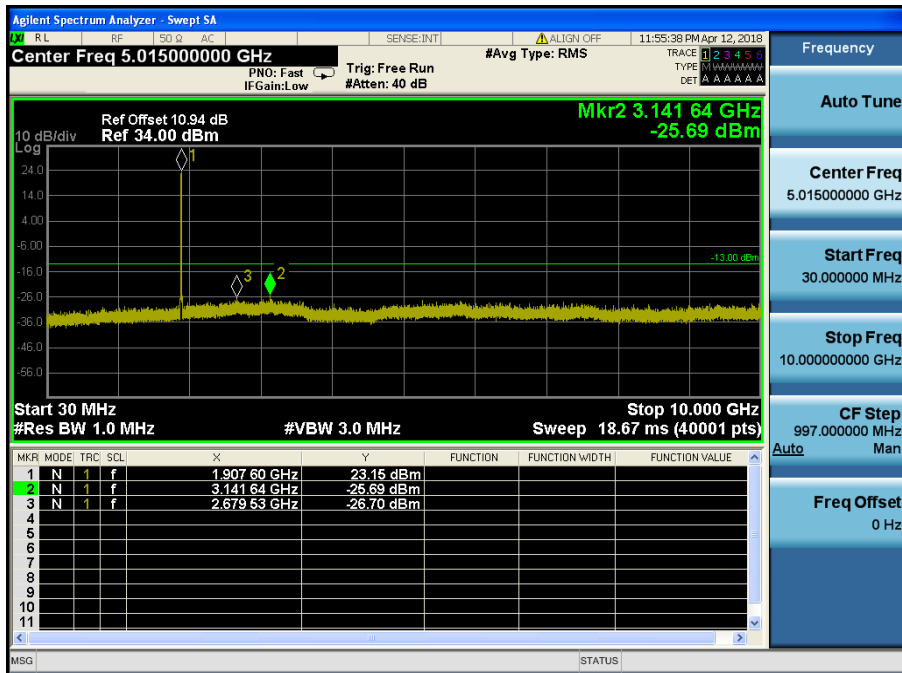 Agilent Spectrum Analyzer - Swept SA
LXI RL RF 50 Ω AC SENSE:INT ALIGN OFF 11:55:38 PM Apr 12, 2018
Center Freq 5.015000000 GHz #Avg Type: RMS TRACE 1 2 3 4 5 6
PNO: Fast Trig: Free Run TYPE M WWWWW
IFGain:Low #Atten: 40 dB DET A A A A A A
Frequency
Auto Tune
Mkr2 3.141 64 GHz
-25.69 dBm
Ref Offset 10.94 dB
10 dB/div Ref 34.00 dBm
Log
1
24.0
14.0
4.00
-6.00
-13.00 dBm
-16.0
3 2
-26.0
-36.0
-46.0
-56.0
Start 30 MHz Stop 10.000 GHz
#Res BW 1.0 MHz #VBW 3.0 MHz Sweep 18.67 ms (40001 pts)
Center Freq
5.015000000 GHz
Start Freq
30.000000 MHz
Stop Freq
10.000000000 GHz
CF Step
997.000000 MHz
Auto Man
Freq Offset
0 Hz
MKR MODE TRC SCL X Y FUNCTION FUNCTION WIDTH FUNCTION VALUE
1 N 1 f 1.907 60 GHz 23.15 dBm
2 N 1 f 3.141 64 GHz -25.69 dBm
3 N 1 f 2.679 53 GHz -26.70 dBm
4
5
6
7
8
9
10
11
MSG STATUS